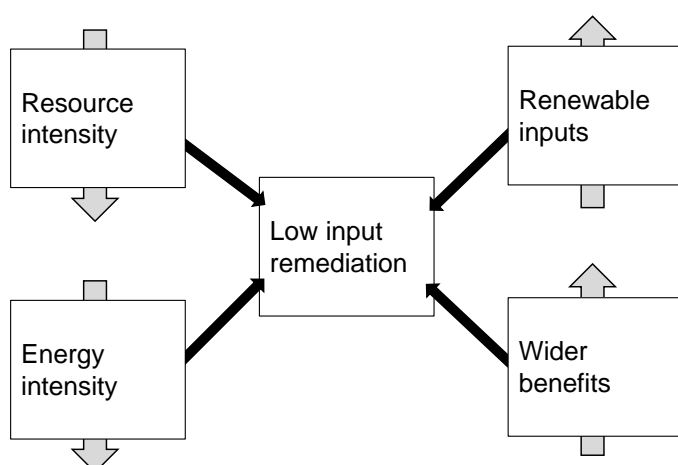 Resource
intensity
Renewable
inputs
Low input
remediation
Energy
intensity
Wider
benefits